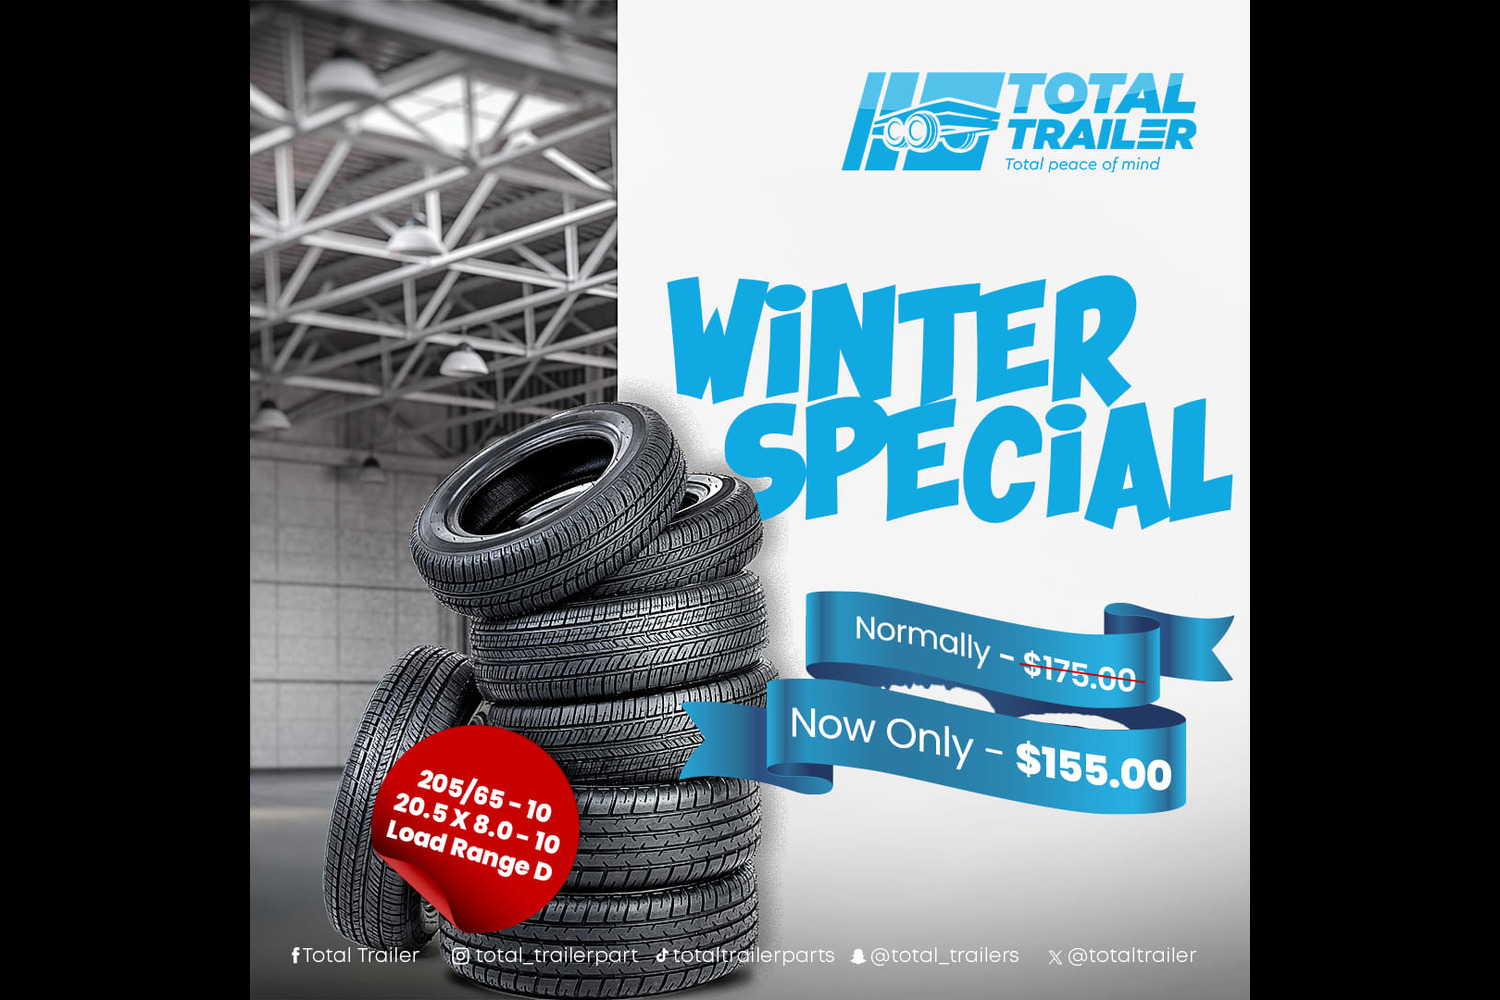 TOTAL
TRAILER
Total peace of mind
WiNTER
SPECiAL
Normally - $175.00
Now Only - $155.00
205/65 - 10
20.5 X 8.0 - 10
Load Range D
Total Trailer total_trailerpart totaltrailerparts @total_trailers @totaltrailer